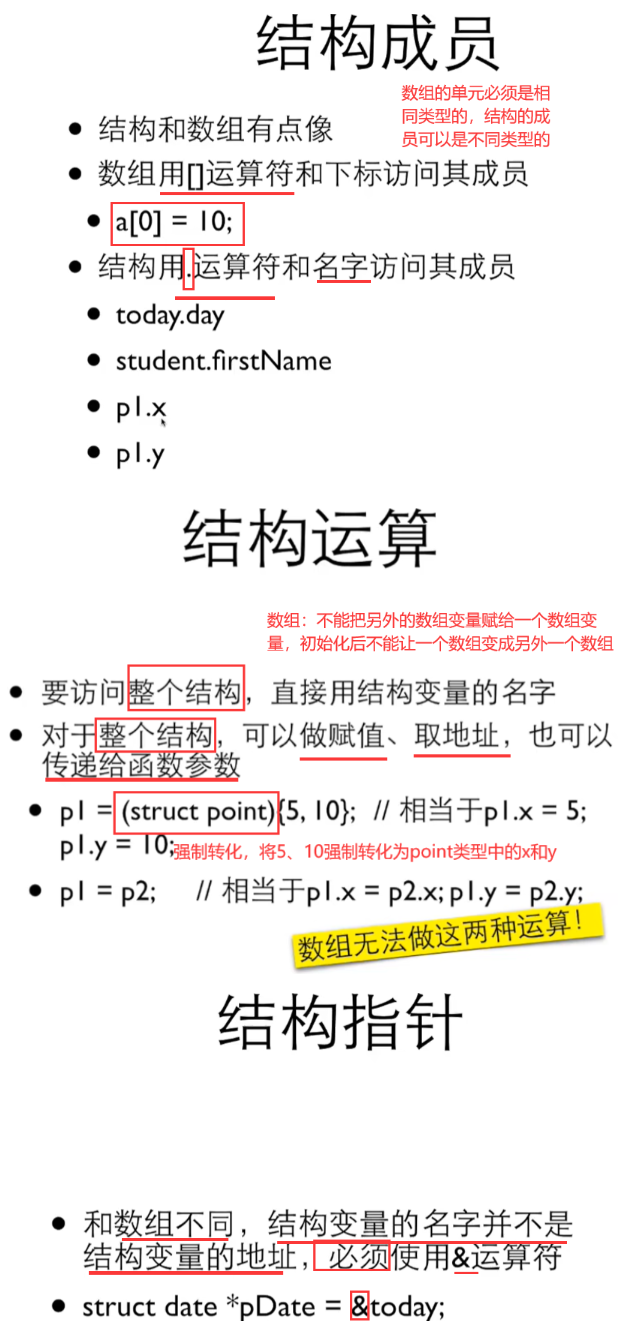 结构成员
数组的单元必须是相
同类型的，结构的成
员可以是不同类型的
• 结构和数组有点像
• 数组用[]运算符和下标访问其成员
• a[0] = 10;
• 结构用.运算符和名字访问其成员
• today.day
• student.firstName
• p1.x
• p1.y
结构运算
数组：不能把另外的数组变量赋给一个数组变
量，初始化后不能让一个数组变成另外一个数组
• 要访问整个结构，直接用结构变量的名字
• 对于整个结构，可以做赋值、取地址，也可以
传递给函数参数
• p1 = (struct point){5, 10}; // 相当于p1.x = 5;
p1.y = 10;
强制转化，将5、10强制转化为point类型中的x和y
• p1 = p2; // 相当于p1.x = p2.x; p1.y = p2.y;
数组无法做这两种运算！
结构指针
• 和数组不同，结构变量的名字并不是
结构变量的地址，必须使用&运算符
• struct date *pDate = &today;